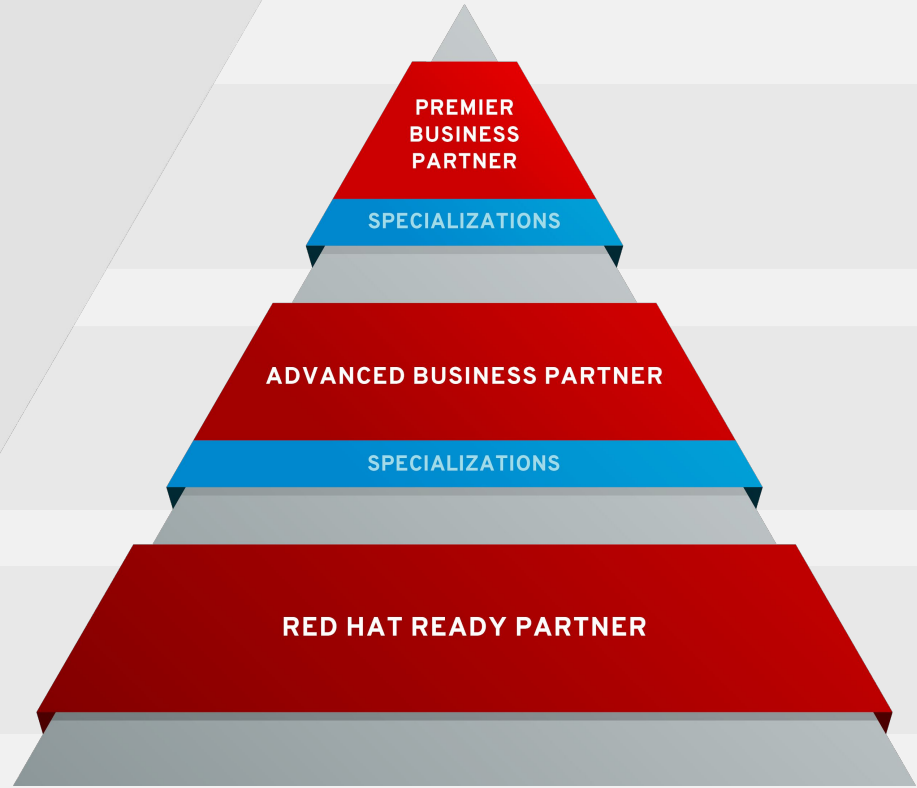 PREMIER
BUSINESS
PARTNER
SPECIALIZATIONS
ADVANCED BUSINESS PARTNER
SPECIALIZATIONS
RED HAT READY PARTNER